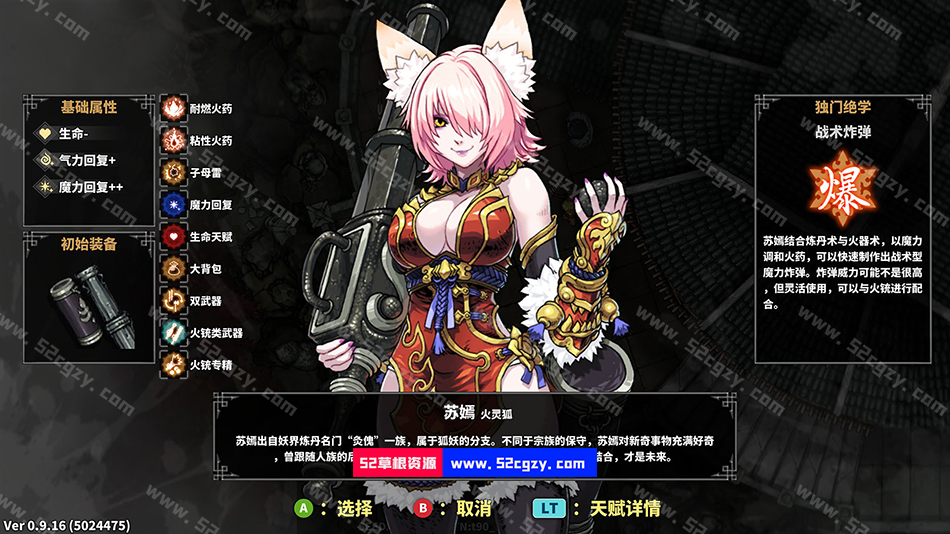 基础属性
生命-
气力回复+
魔力回复++
初始装备
耐燃火药
粘性火药
子母雷
魔力回复
生命天赋
大背包
双武器
火铳类武器
火铳专精
独门绝学
战术炸弹
爆
苏嫣结合炼丹术与火器术，以魔力
调和火药，可以快速制作出战术型
魔力炸弹。炸弹威力可能不是很高
，但灵活使用，可以与火铳进行配
合。
苏嫣 火灵狐
苏嫣出自妖界炼丹名门“灸傀”一族，属于狐妖的分支。不同于宗族的保守，苏嫣对新奇事物充满好奇
，曾跟随人族的 结合，才是未来。
52草根资源 www.52cgzy.com
A ： 选择 B ： 取消 LT ： 天赋详情
Ver 0.9.16 (5024475)
www.52cgzy.com